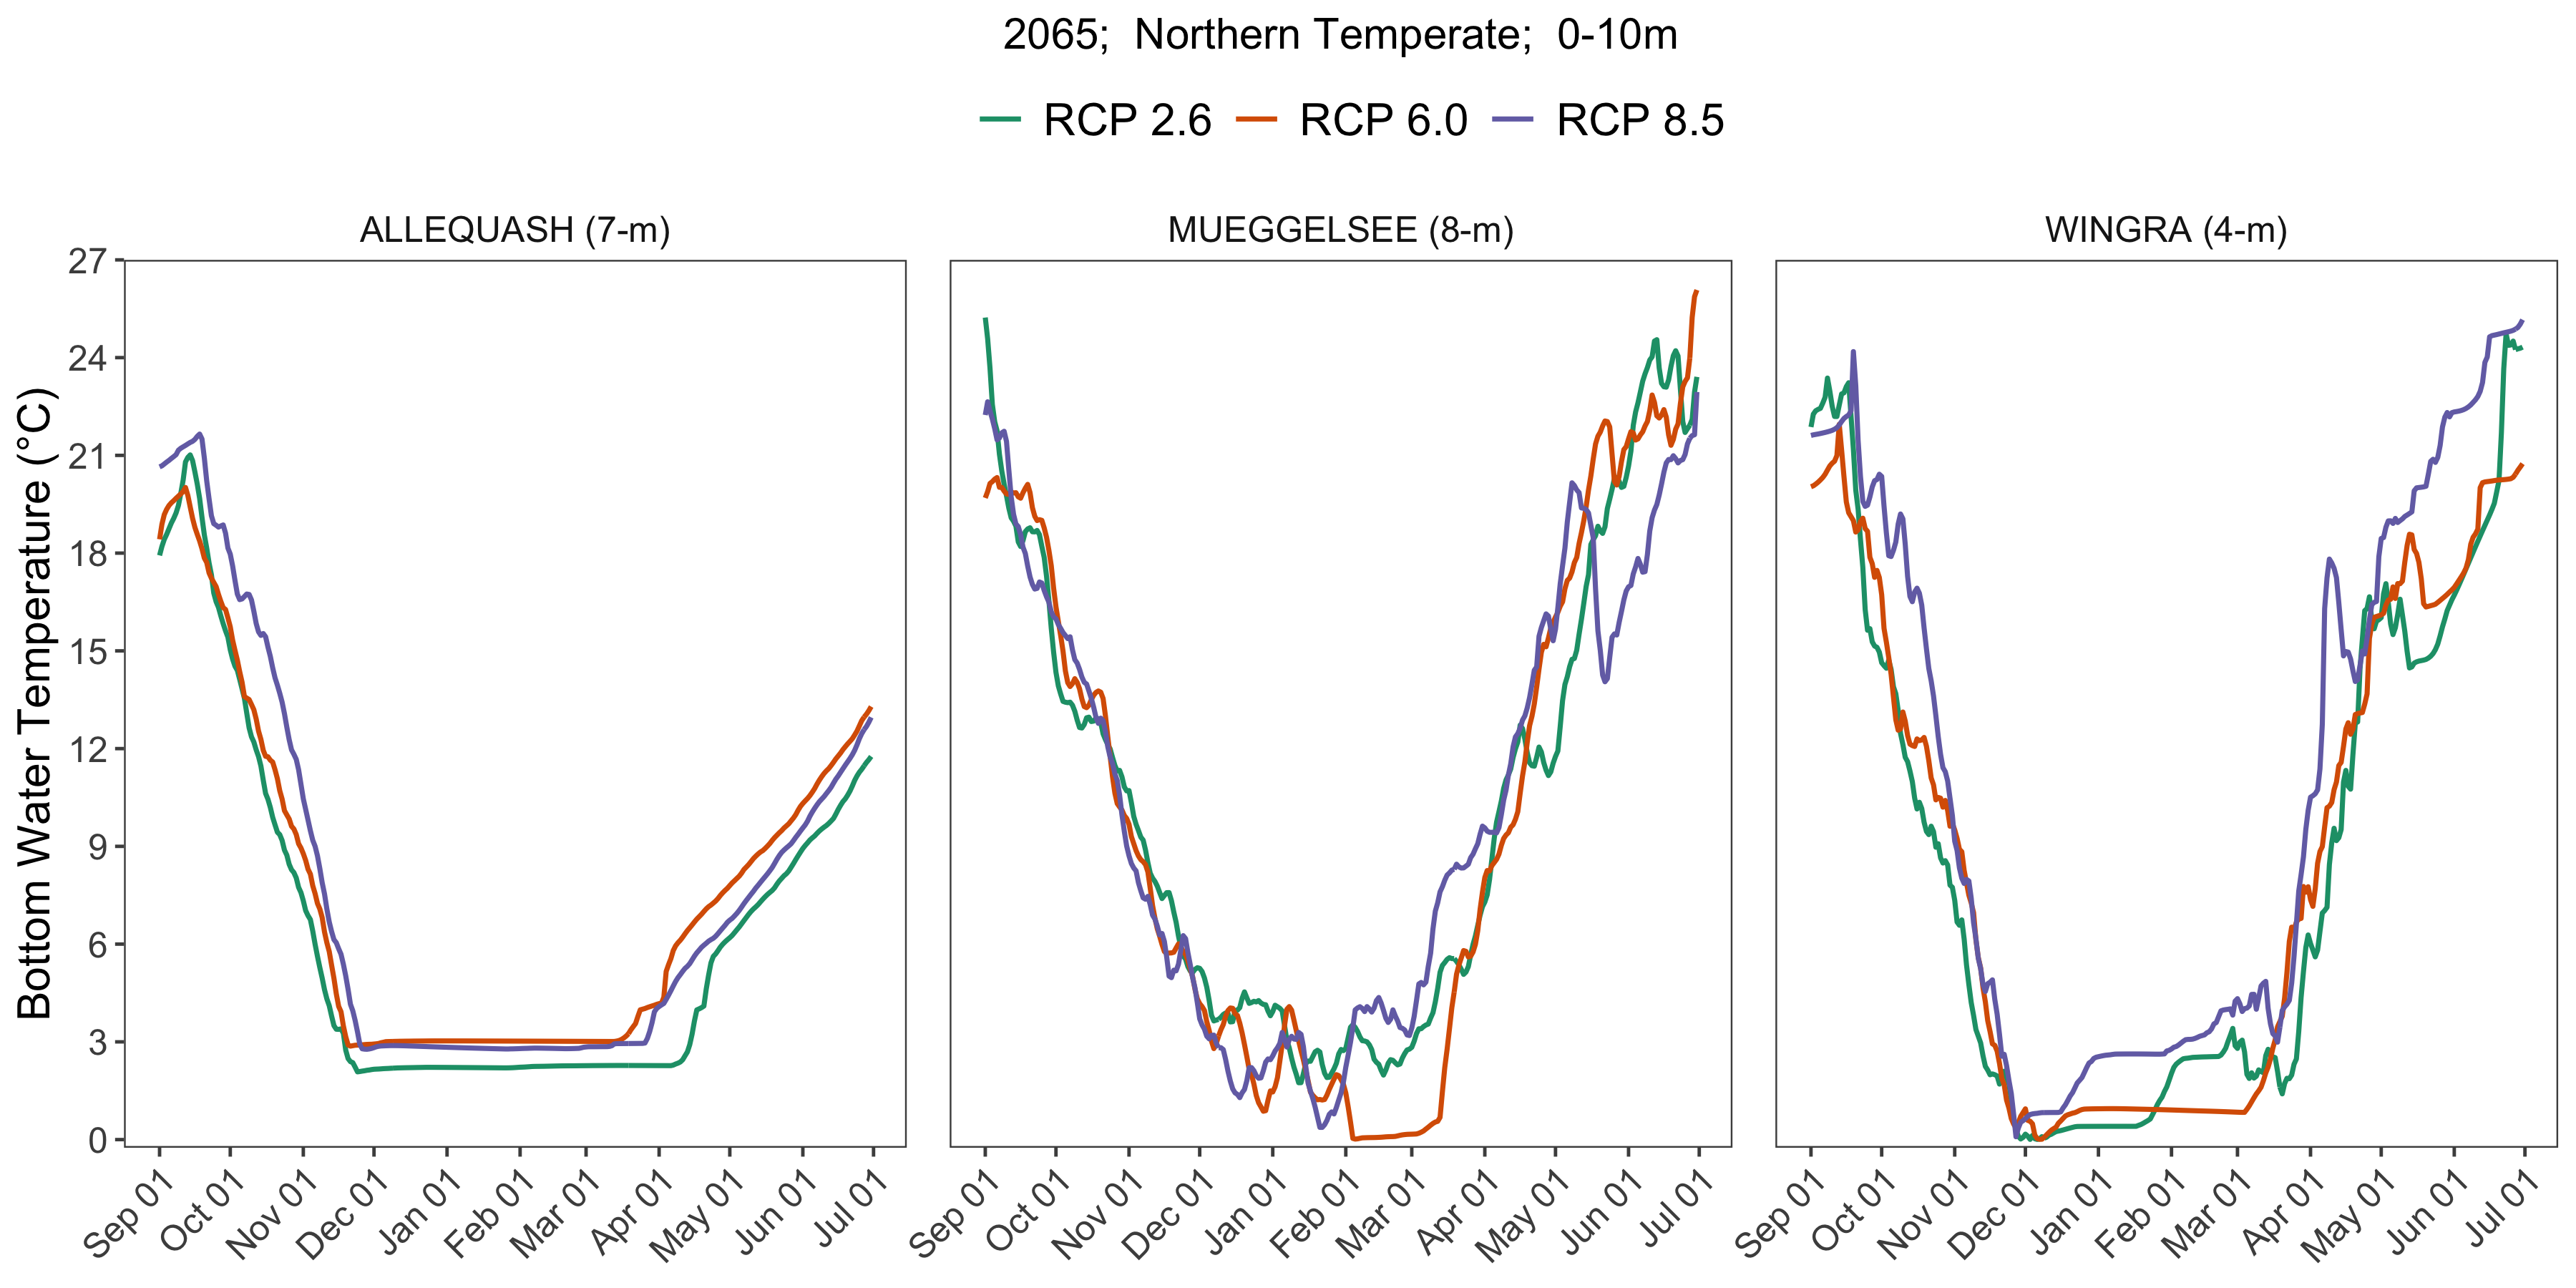 2065;  Northern Temperate;  0-10m
RCP 2.6 RCP 6.0 RCP 8.5
ALLEQUASH (7-m) MUEGGELSEE (8-m) WINGRA (4-m)
Bottom Water Temperature (°C)
27
24
21
18
15
12
9
6
3
0
Sep 01 Oct 01 Nov 01 Dec 01 Jan 01 Feb 01 Mar 01 Apr 01 May 01 Jun 01 Jul 01 Sep 01 Oct 01 Nov 01 Dec 01 Jan 01 Feb 01 Mar 01 Apr 01 May 01 Jun 01 Jul 01 Sep 01 Oct 01 Nov 01 Dec 01 Jan 01 Feb 01 Mar 01 Apr 01 May 01 Jun 01 Jul 01